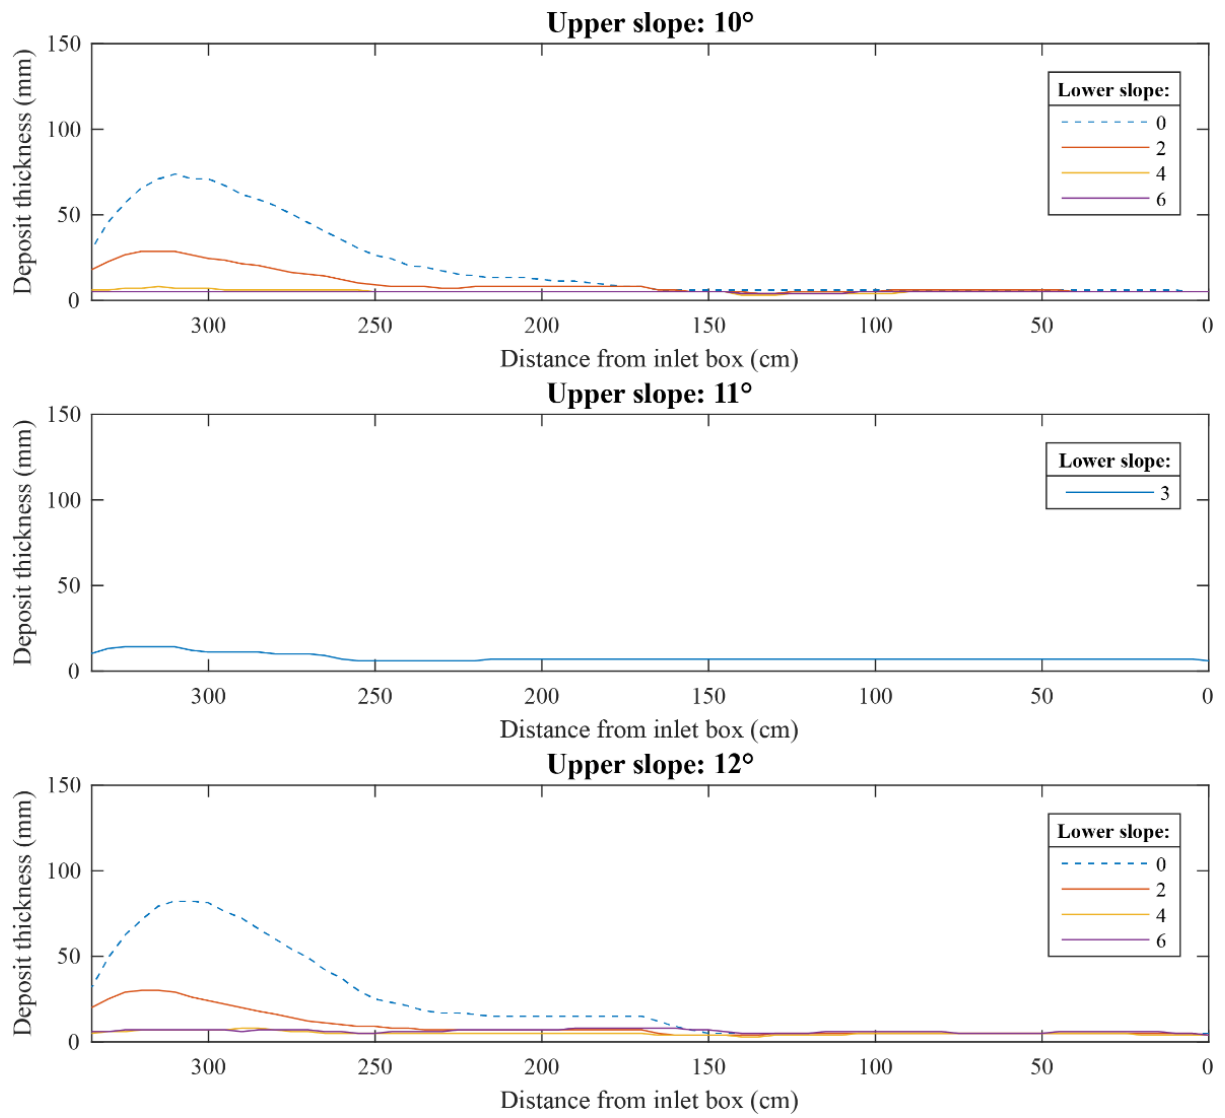 Upper slope: 10°
150
100
50
0
Deposit thickness (mm)
Lower slope:
0
2
4
6
300 250 200 150 100 50 0
Distance from inlet box (cm)
Upper slope: 11°
150
100
50
0
Deposit thickness (mm)
Lower slope:
3
300 250 200 150 100 50 0
Distance from inlet box (cm)
Upper slope: 12°
150
100
50
0
Deposit thickness (mm)
Lower slope:
0
2
4
6
300 250 200 150 100 50 0
Distance from inlet box (cm)